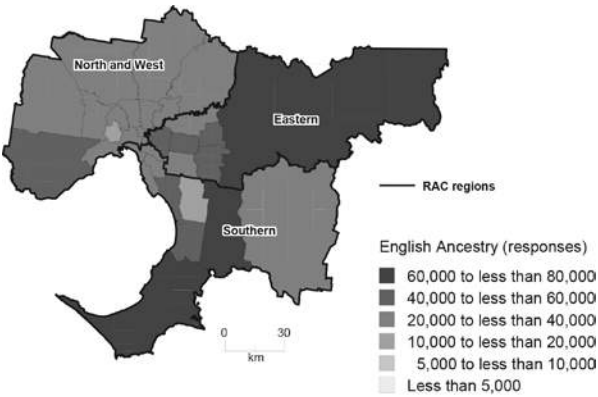 North and West
Eastern
RAC regions
Southern
English Ancestry (responses)
60,000 to less than 80,000
40,000 to less than 60,000
20,000 to less than 40,000
10,000 to less than 20,000
5,000 to less than 10,000
Less than 5,000
0 30
km